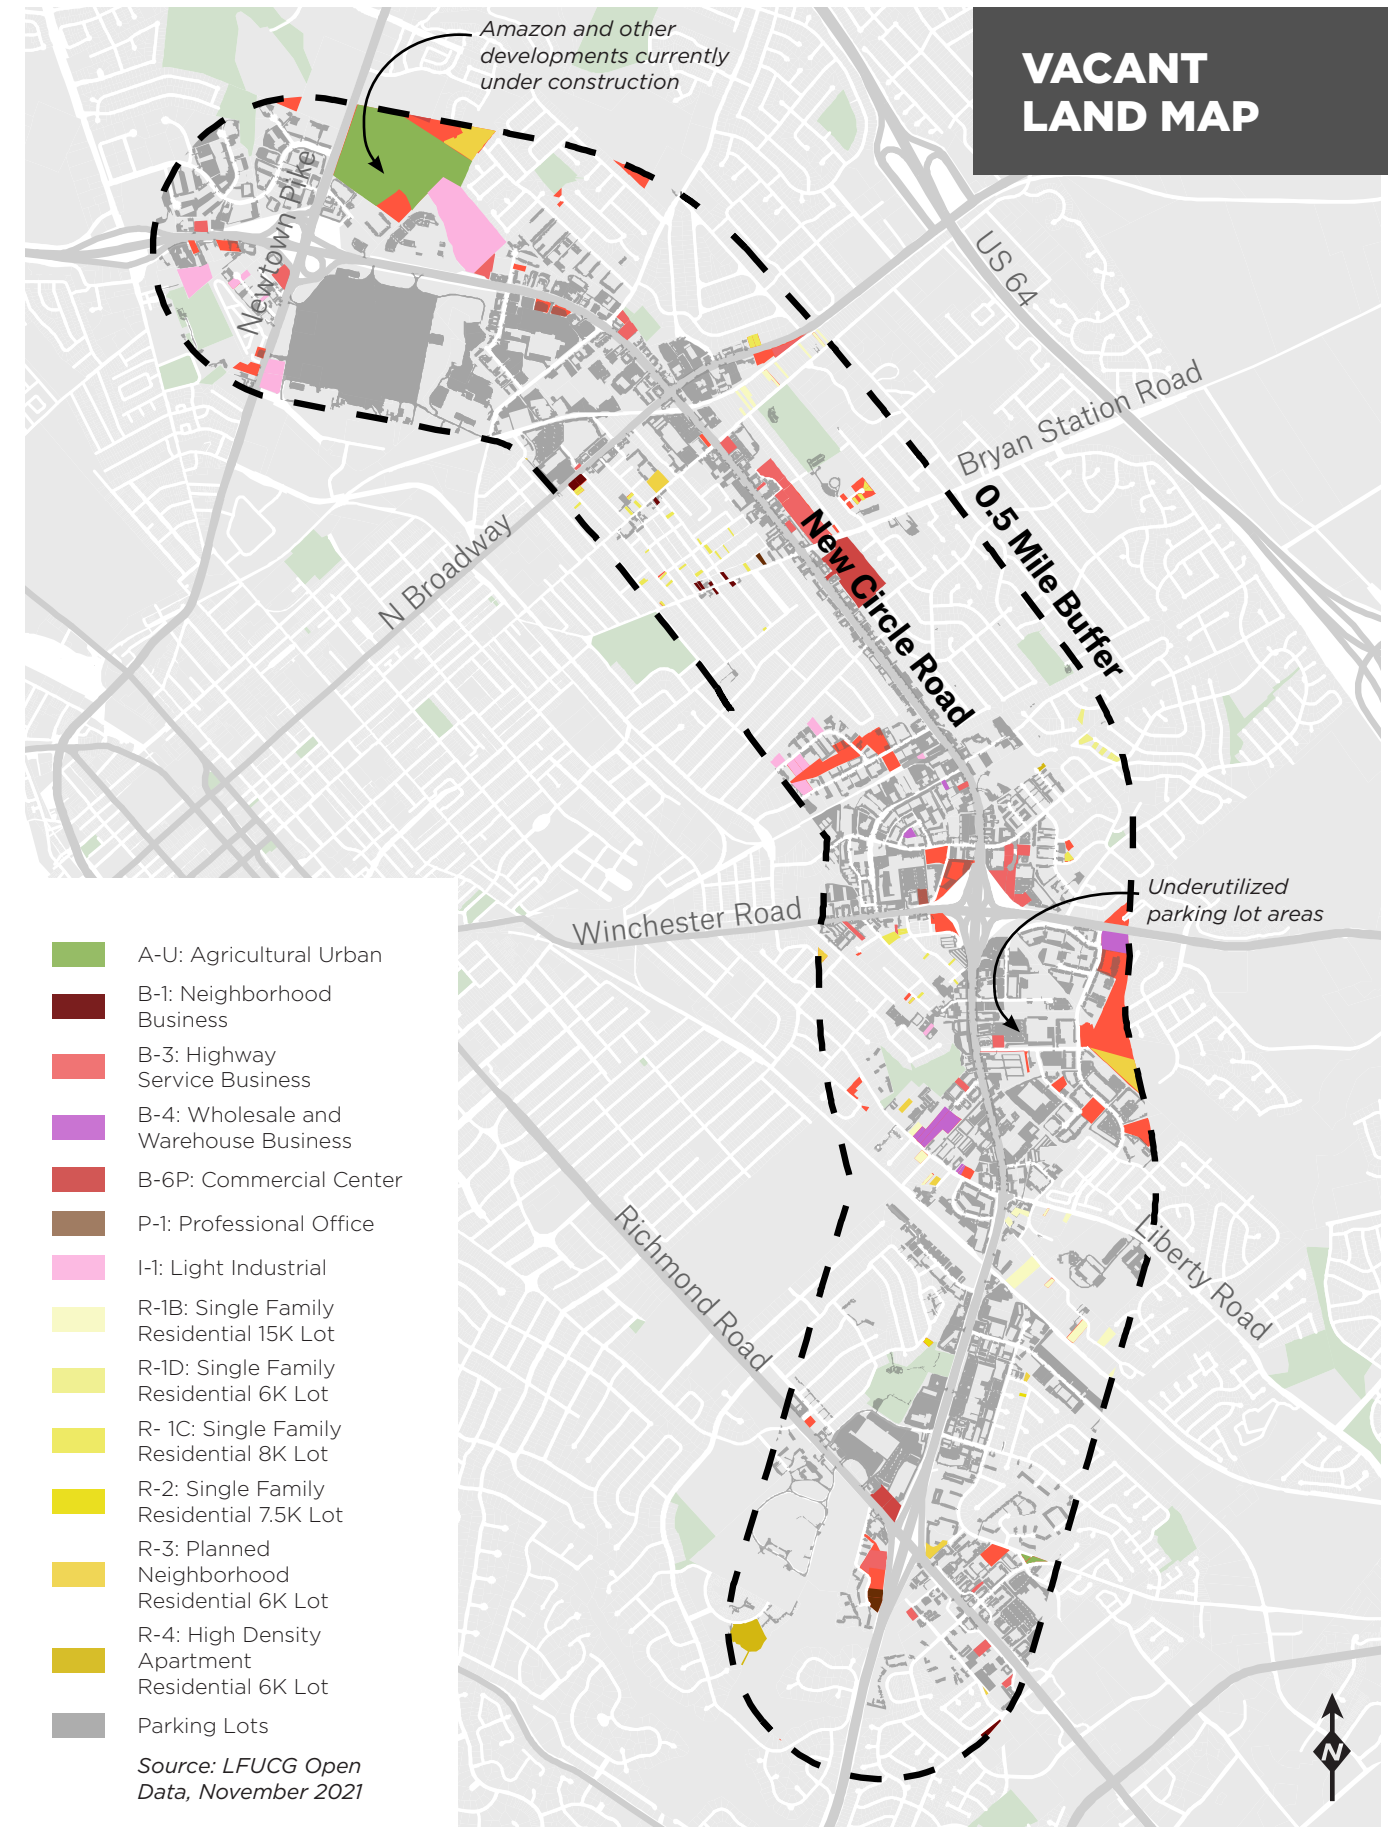 Amazon and other
developments currently
under construction
VACANT
LAND MAP
Newtown Pike
US 64
Bryan Station Road
0.5 Mile Buffer
N Broadway
New Circle Road
Winchester Road
Underutilized
parking lot areas
Richmond Road
Liberty Road
A-U: Agricultural Urban
B-1: Neighborhood
Business
B-3: Highway
Service Business
B-4: Wholesale and
Warehouse Business
B-6P: Commercial Center
P-1: Professional Office
I-1: Light Industrial
R-1B: Single Family
Residential 15K Lot
R-1D: Single Family
Residential 6K Lot
R- 1C: Single Family
Residential 8K Lot
R-2: Single Family
Residential 7.5K Lot
R-3: Planned
Neighborhood
Residential 6K Lot
R-4: High Density
Apartment
Residential 6K Lot
Parking Lots
Source: LFUCG Open
Data, November 2021
N